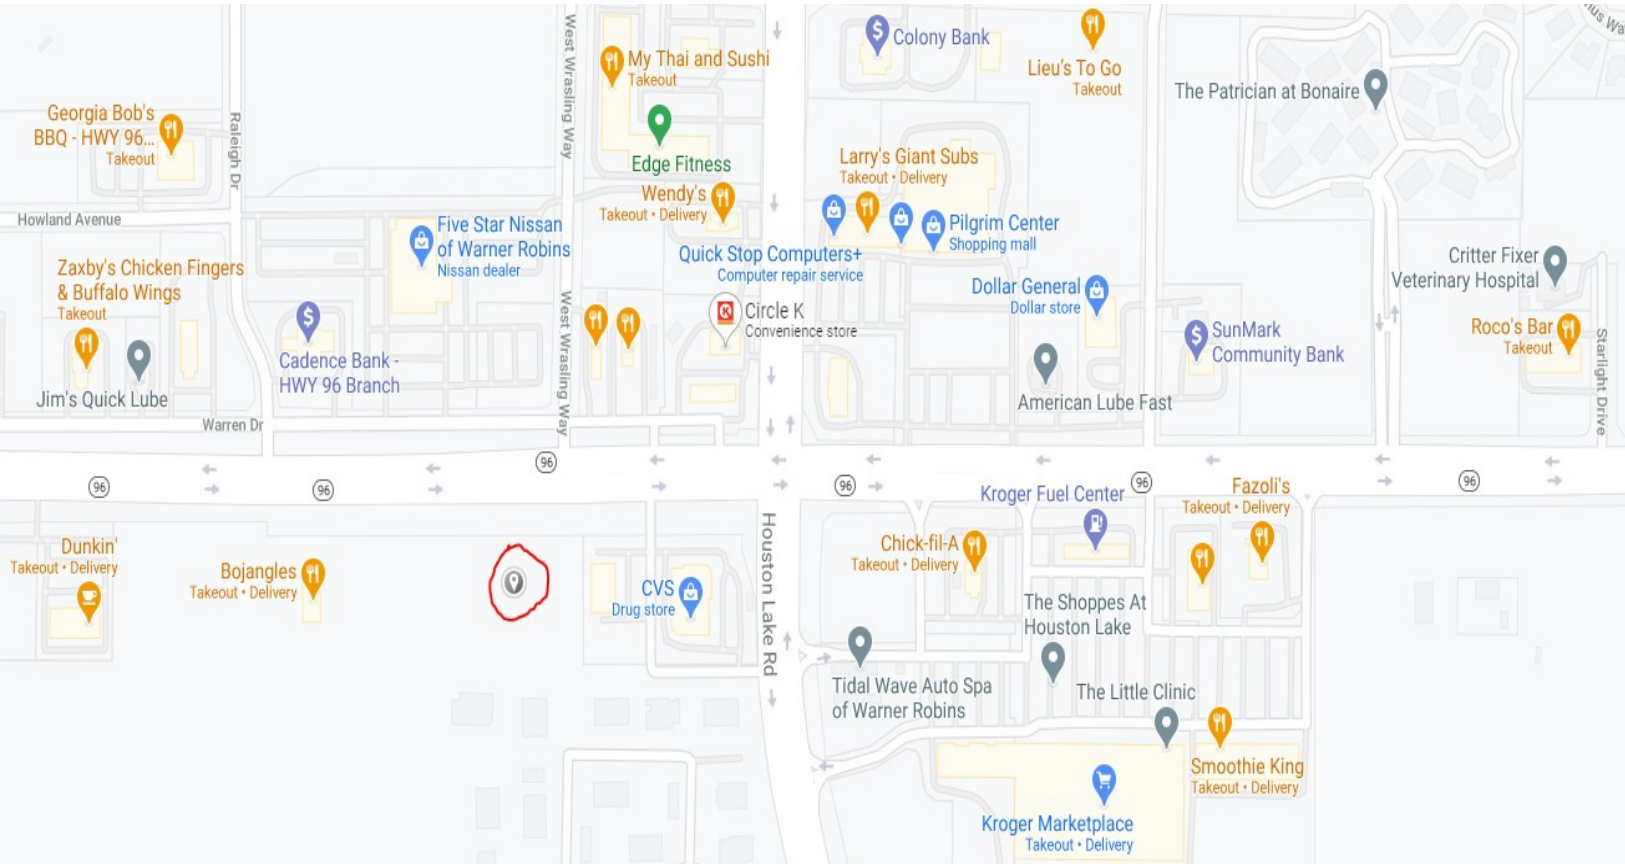 West Wrasling Way
Colony Bank
Lieu's To Go
Takeout
My Thai and Sushi
Takeout
The Patrician at Bonaire
Georgia Bob's
BBQ - HWY 96...
Takeout
Raleigh Dr
Edge Fitness
Larry's Giant Subs
Takeout • Delivery
Wendy's
Takeout • Delivery
Howland Avenue
Five Star Nissan
of Warner Robins
Nissan dealer
Pilgrim Center
Shopping mall
Quick Stop Computers+
Computer repair service
Critter Fixer
Veterinary Hospital
Zaxby's Chicken Fingers
& Buffalo Wings
Takeout
Dollar General
Dollar store
K
Circle K
Convenience store
West Wrasling Way
SunMark
Community Bank
Roco's Bar
Takeout
Starlight Drive
Cadence Bank -
HWY 96 Branch
Jim's Quick Lube
American Lube Fast
Warren Dr
96
96
96
96
96
96
Kroger Fuel Center
Fazoli's
Takeout • Delivery
Houston Lake Rd
Dunkin'
Takeout • Delivery
Bojangles
Takeout • Delivery
CVS
Drug store
Chick-fil-A
Takeout • Delivery
The Shoppes At
Houston Lake
Tidal Wave Auto Spa
of Warner Robins
The Little Clinic
Smoothie King
Takeout • Delivery
Kroger Marketplace
Takeout • Delivery